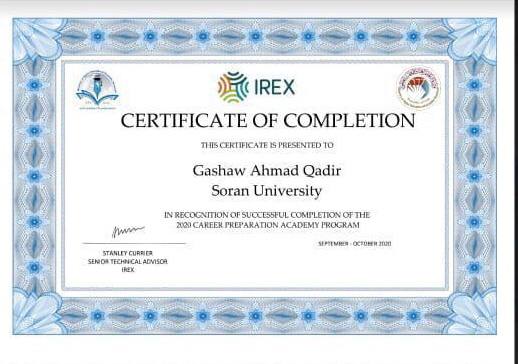 IREX
CERTIFICATE OF COMPLETION
THIS CERTIFICATE IS PRESENTED TO
Gashaw Ahmad Qadir
Soran University
IN RECOGNITION OF SUCCESSFUL COMPLETION OF THE
2020 CAREER PREPARATION ACADEMY PROGRAM
SEPTEMBER - OCTOBER 2020
STANLEY CURRIER
SENIOR TECHNICAL ADVISOR
IREX